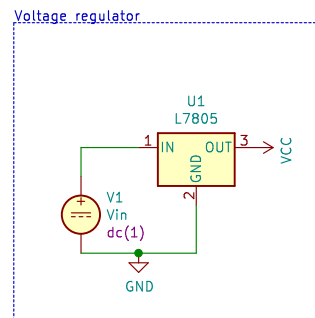 Voltage regulator
U1
L7805
1 IN OUT 3
GND
2
VCC
V1
Vin
dc(1)
GND